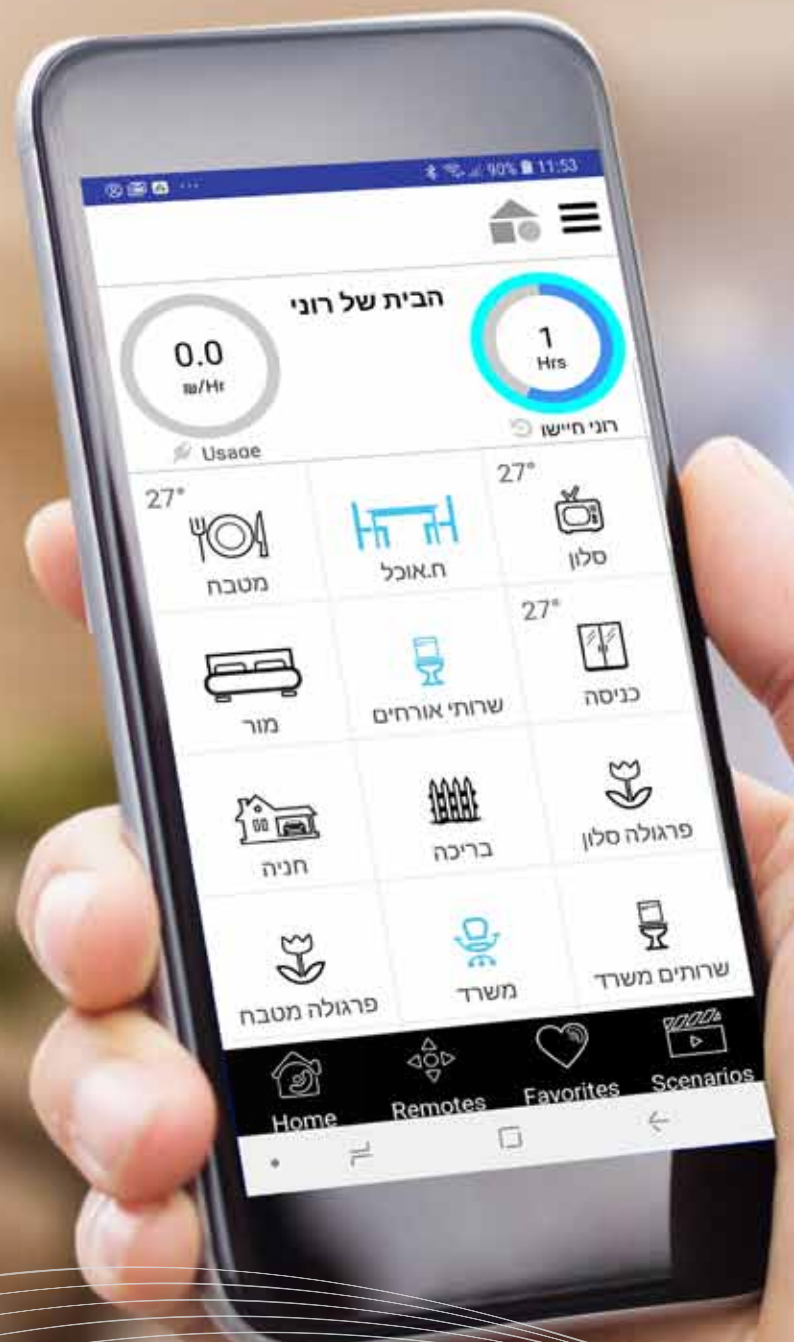 90% 11:53
הבית של רוני
1
Hrs
רוני חיישו
0.0
₪/Hr
Usage
27°
סלון
ח.אוכל
27°
מטבח
27°
כניסה
שרותי אורחים
מור
פרגולה סלון
בריכה
חניה
שרותים משרד
משרד
פרגולה מטבח
Home Remotes Favorites Scenarios